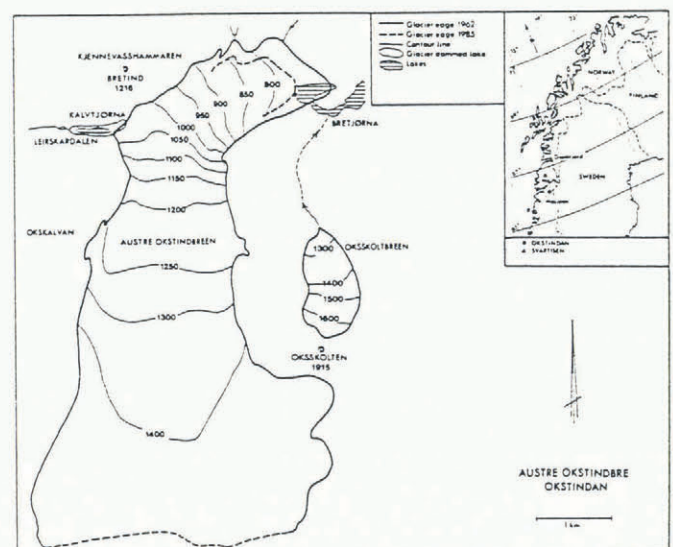 Glacier edge 1962
Glacier edge 1985
Contour line
Glacier dammed lake
Lakes
KJENNEVASSHAMMAREN
BRETIND
1216
KALVTJØRNA
LEIRSKARDALEN
800
850
900
950
1000
1050
1100
1150
1200
BRETJØRNA
OKSKALVAN
AUSTRE OKSTINDBREEN
1250
1300
1400
OKSSKOLTBREEN
1300
1400
1500
1600
OKSSKOLTEN
1915
NORWAY
FINLAND
SWEDEN
OKSTINDAN
SVARTISEN
AUSTRE OKSTINDBRE
OKSTINDAN
1 km